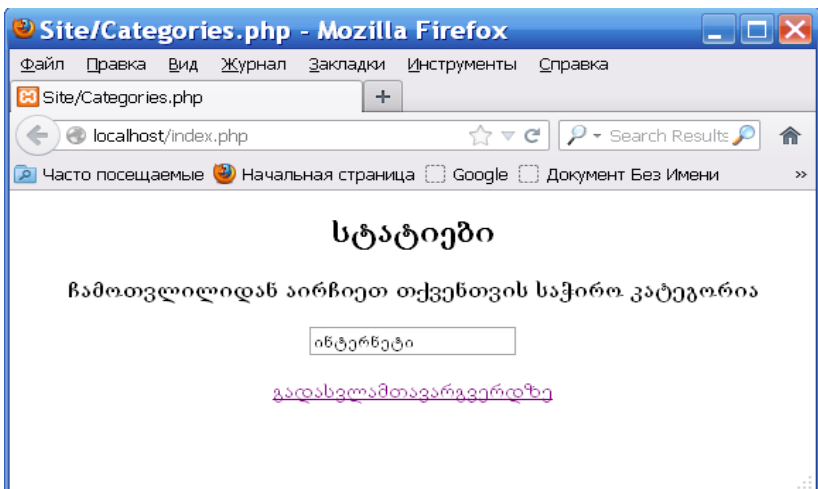 Site/Categories.php - Mozilla Firefox
Файл Правка Вид Журнал Закладки Инструменты Справка
Site/Categories.php +
localhost/index.php Search Results
Часто посещаемые Начальная страница Google Документ Без Имени »
სტატიები
ჩამოთვლილიდან აირჩიეთ თქვენთვის საჭირო კატეგორია
ინტერნეტი
გადასვლამთავარგვერდზე